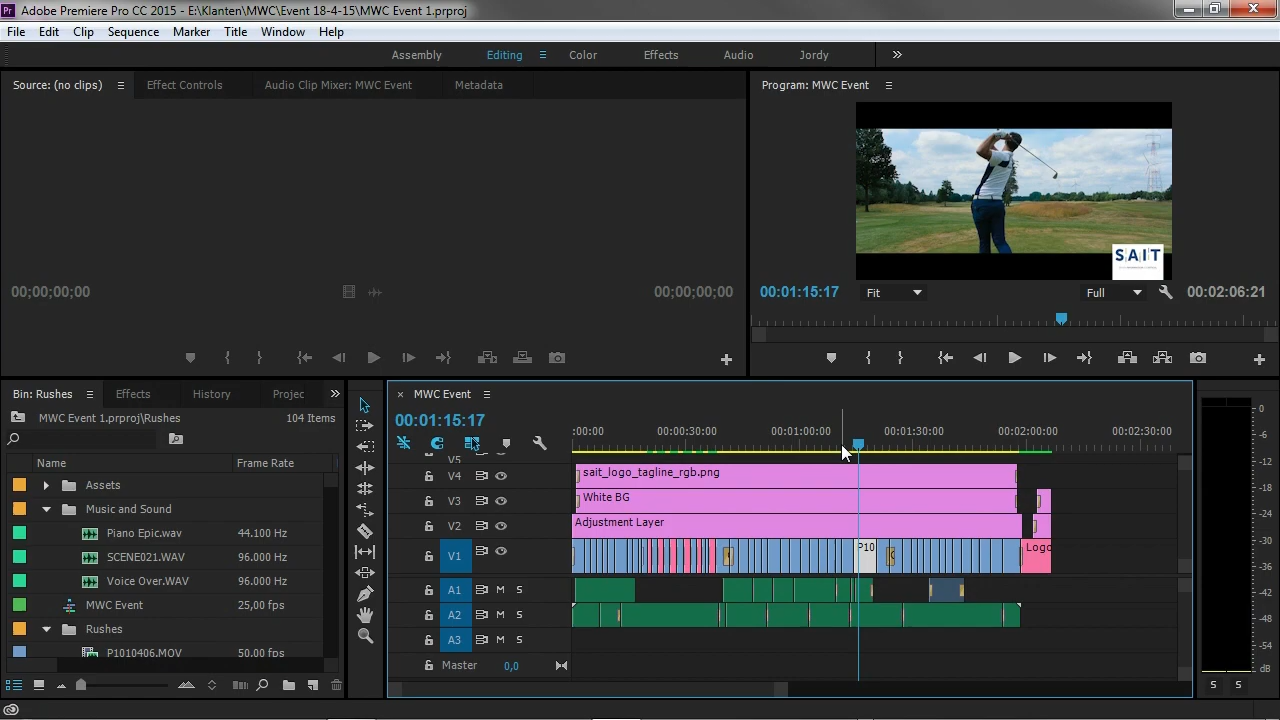 Pr Adobe Premiere Pro CC 2015 - E:\Klanten\MWC\Event 18-4-15\MWC Event 1.prproj
File Edit Clip Sequence Marker Title Window Help
Assembly Editing Color Effects Audio Jordy
Source: (no clips) Effect Controls Audio Clip Mixer: MWC Event Metadata
Program: MWC Event
SAIT
00;00;00;00 00;00;00;00
00:01:15:17 Fit Full 00:02:06:21
Bin: Rushes Effects History Projec
MWC Event 1.prproj\Rushes 104 Items
Name Frame Rate
Assets
Music and Sound
Piano Epic.wav 44.100 Hz
SCENE021.WAV 96.000 Hz
Voice Over.WAV 96.000 Hz
MWC Event 25,00 fps
Rushes
P1010406.MOV 50.00 fps
× MWC Event
00:01:15:17
:00:00 00:00:30:00 00:01:00:00 00:01:30:00 00:02:00:00 00:02:30:00
V5
V4 sait_logo_tagline_rgb.png
V3 White BG
V2 Adjustment Layer
V1 P10 Logo
A1 M S
A2 M S
A3 M S
Master 0,0
0
-6
-12
-18
-24
-30
-36
-42
-48
-54
dB
S S